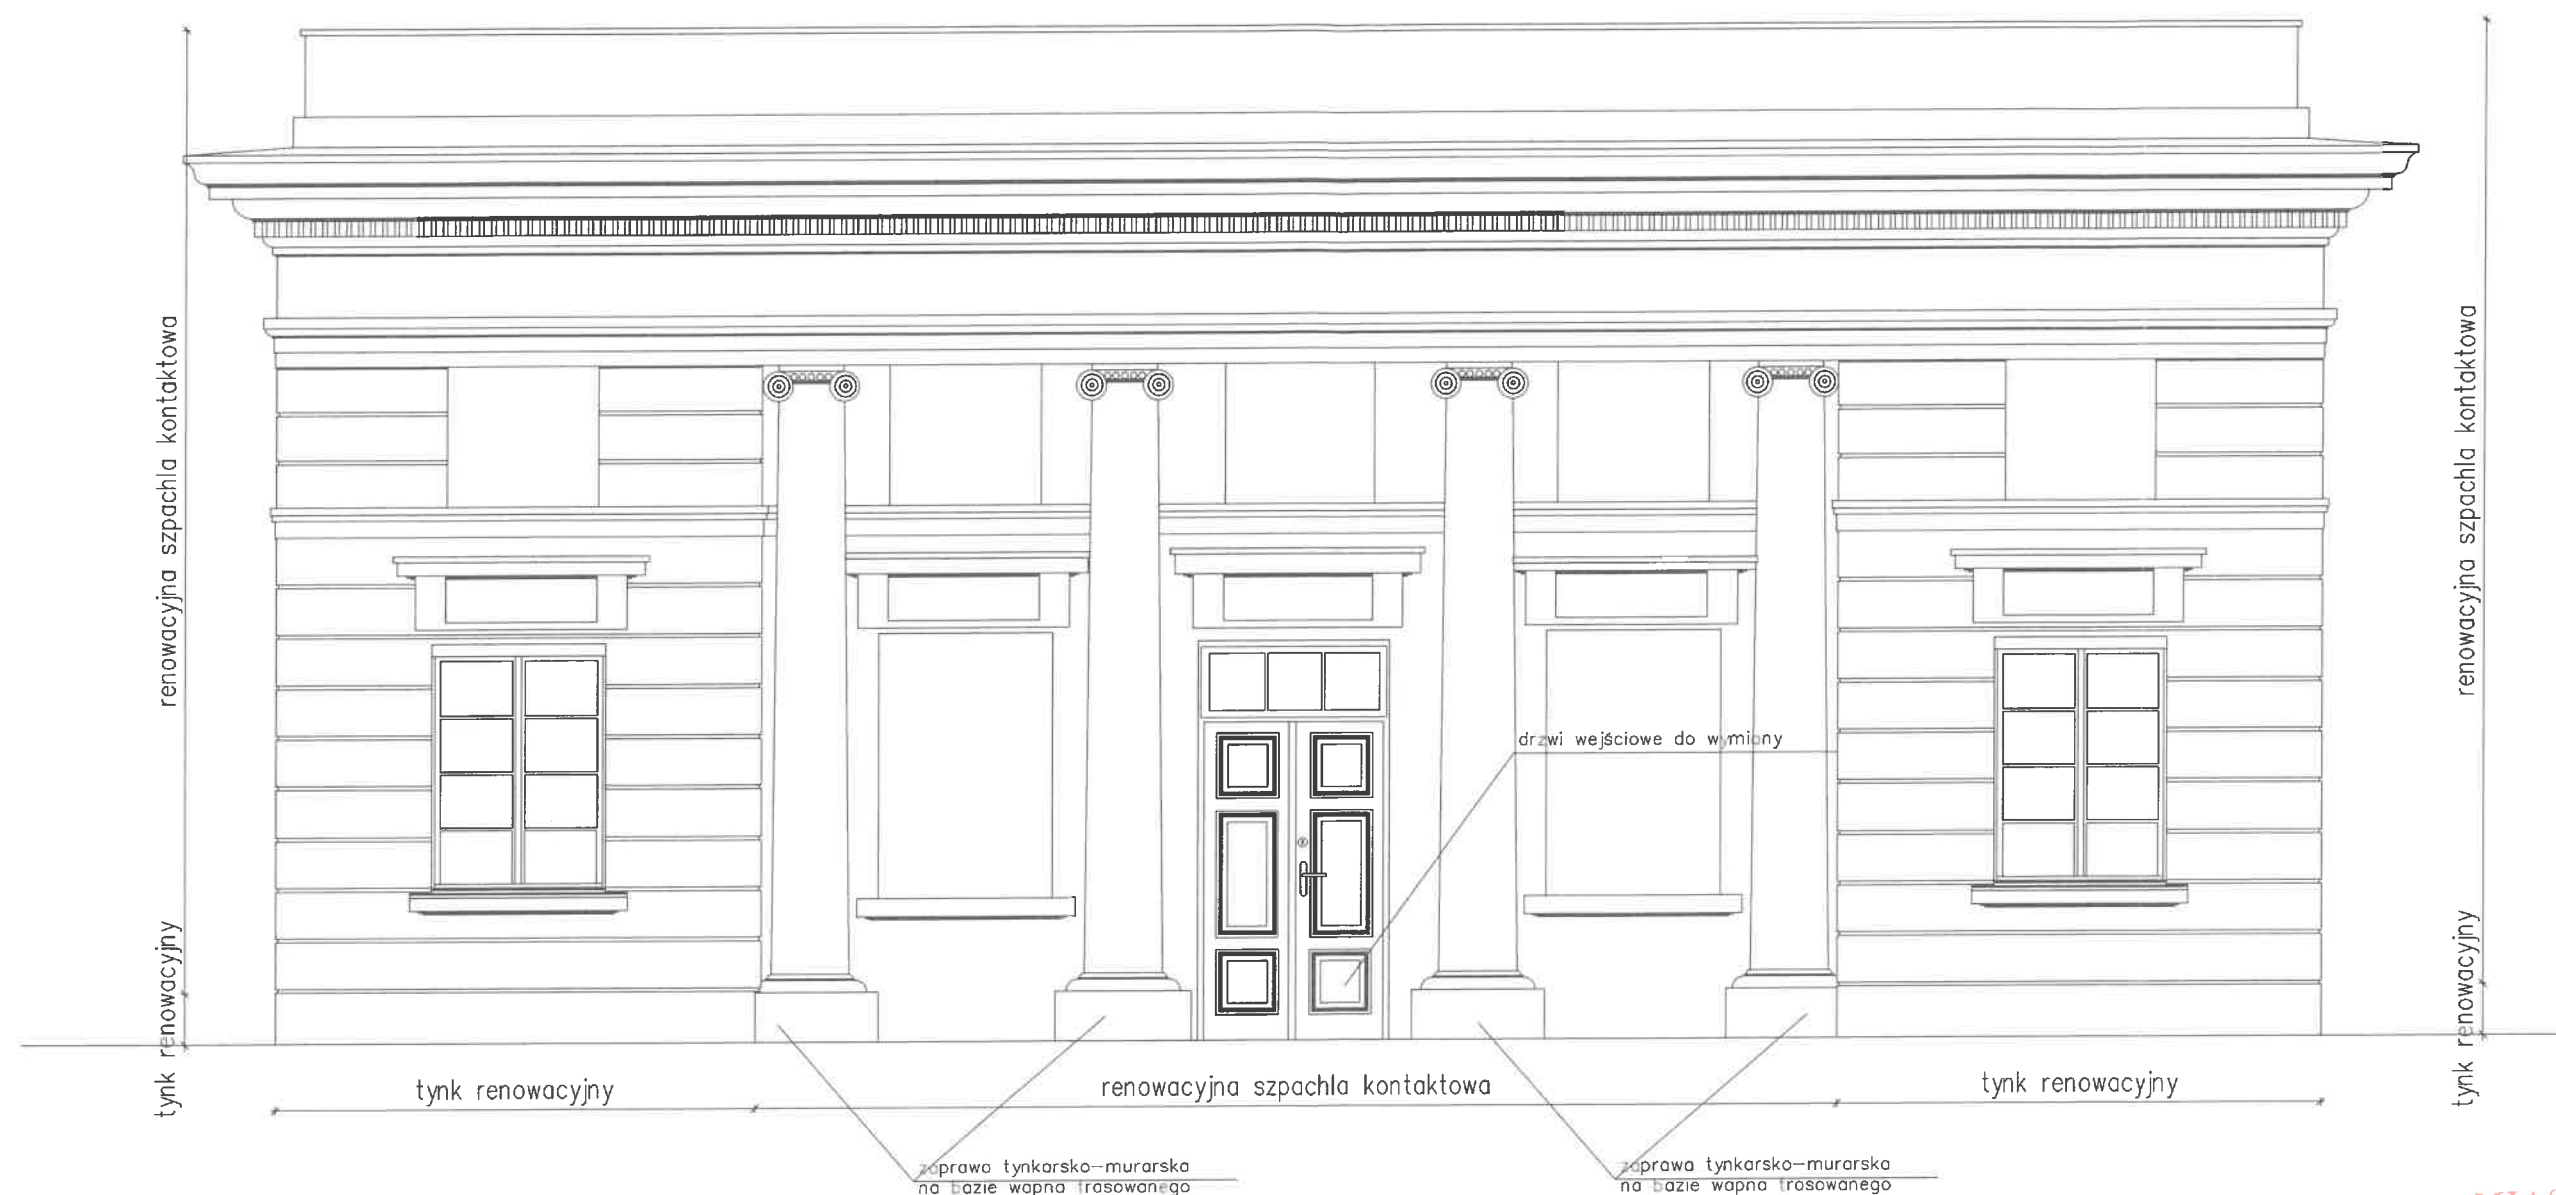 renowacyjna szpachla kontaktowa
renowacyjna szpachla kontaktowa
drzwi wejściowe do wymiany
tynk renowacyjny
tynk renowacyjny
tynk renowacyjny
renowacyjna szpachla kontaktowa
tynk renowacyjny
zaprawa tynkarsko-murarska
na bazie wapna trasowanego
zaprawa tynkarsko-murarska
na bazie wapna trasowanego